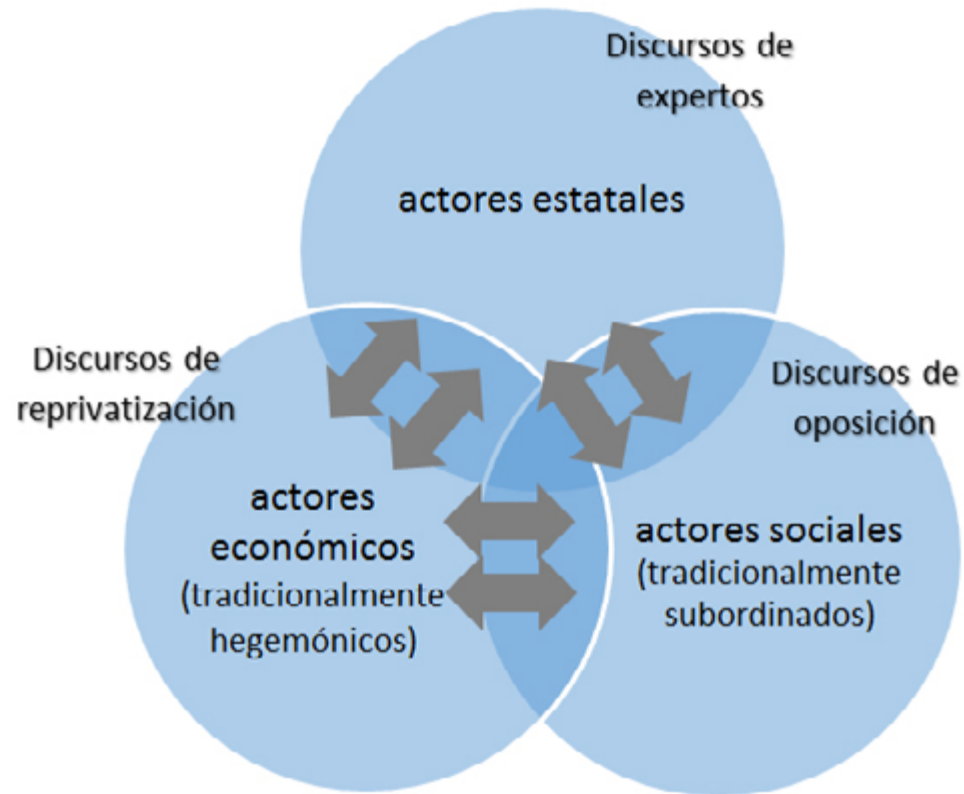 Discursos de
expertos
actores estatales
Discursos de
reprivatización
Discursos de
oposición
actores
económicos
(tradicionalmente
hegemónicos)
actores sociales
(tradicionalmente
subordinados)